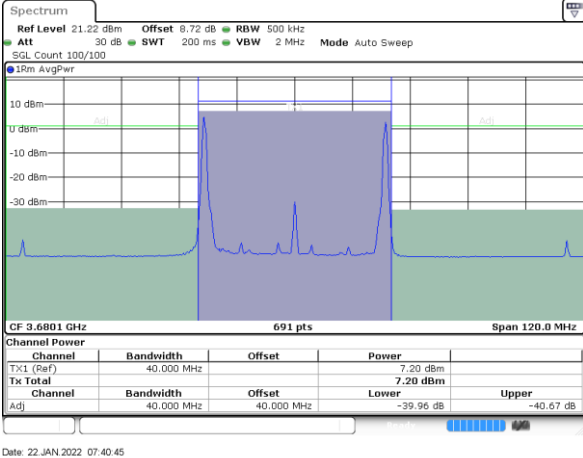 Spectrum
Ref Level 21.22 dBm Offset 8.72 dB RBW 500 kHz
Att 30 dB SWT 200 ms VBW 2 MHz Mode Auto Sweep
SGL Count 100/100
1Rm AvgPwr
10 dBm
Adj Adj
0 dBm
-10 dBm
-20 dBm
-30 dBm
CF 3.6801 GHz 691 pts Span 120.0 MHz
Channel Power
Channel Bandwidth Offset Power
TX1 (Ref) 40.000 MHz 7.20 dBm
Tx Total 7.20 dBm
Channel Bandwidth Offset Lower Upper
Adj 40.000 MHz 40.000 MHz -39.96 dB -40.67 dB
Date: 22.JAN.2022 07:40:45